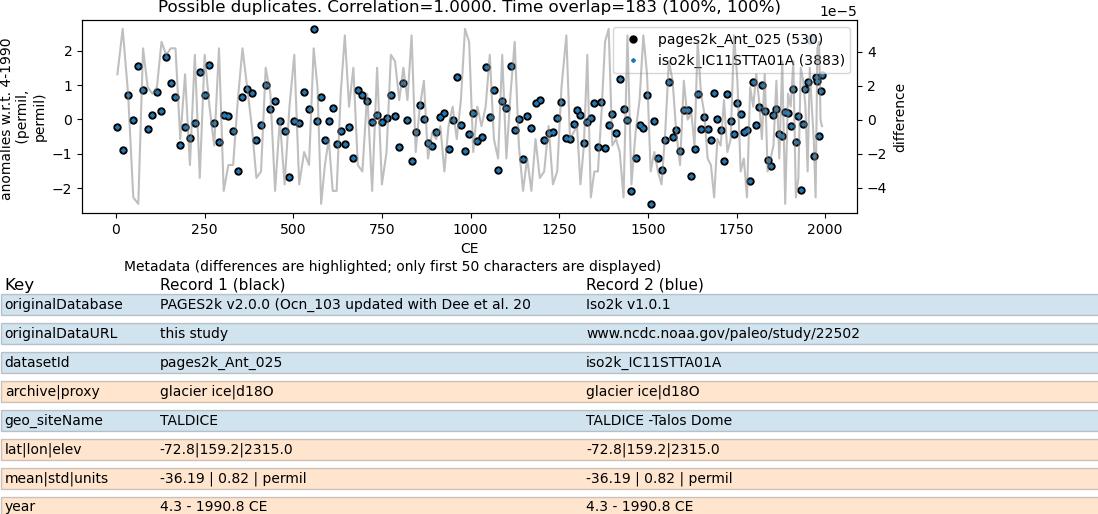 Possible duplicates. Correlation=1.0000. Time overlap=183 (100%, 100%)
1e−5
pages2k_Ant_025 (530)
iso2k_IC11STTA01A (3883)
anomalies w.r.t. 4-1990
(permil,
permil)
2
1
0
−1
−2
4
2
0
−2
−4
difference
0 250 500 750 1000 1250 1500 1750 2000
CE
Metadata (differences are highlighted; only first 50 characters are displayed)
Key Record 1 (black) Record 2 (blue)
originalDatabase PAGES2k v2.0.0 (Ocn_103 updated with Dee et al. 20 Iso2k v1.0.1
originalDataURL this study www.ncdc.noaa.gov/paleo/study/22502
datasetId pages2k_Ant_025 iso2k_IC11STTA01A
archive|proxy glacier ice|d18O glacier ice|d18O
geo_siteName TALDICE TALDICE -Talos Dome
lat|lon|elev -72.8|159.2|2315.0 -72.8|159.2|2315.0
mean|std|units -36.19 | 0.82 | permil -36.19 | 0.82 | permil
year 4.3 - 1990.8 CE 4.3 - 1990.8 CE